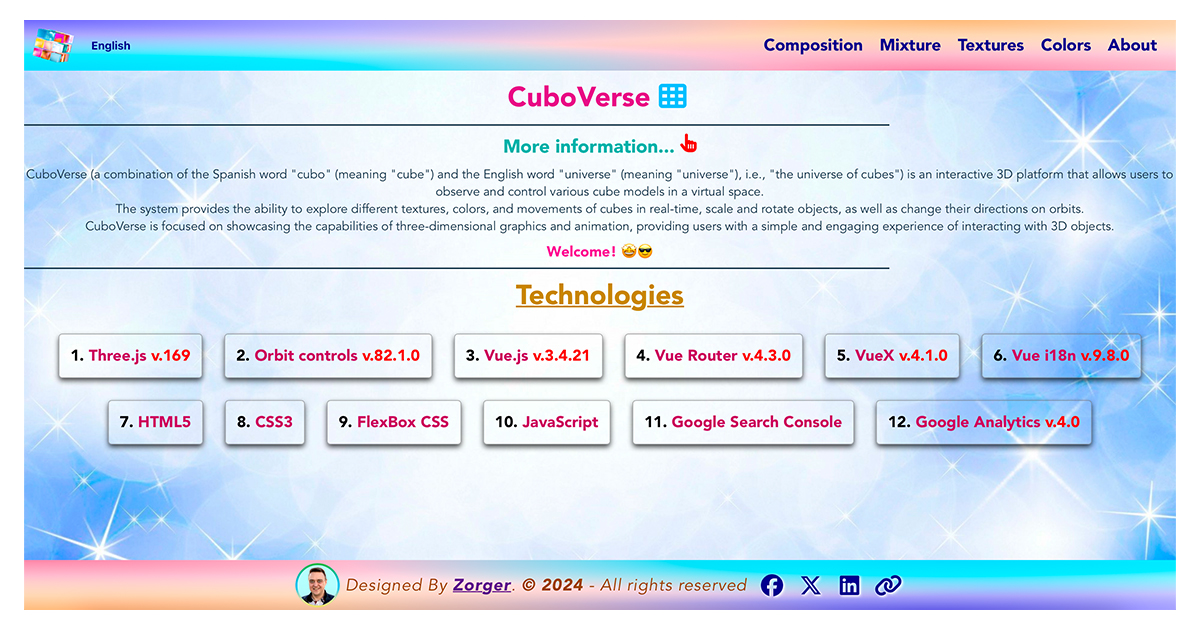 English
Composition Mixture Textures Colors About
CuboVerse
More information...
CuboVerse (a combination of the Spanish word "cubo" (meaning "cube") and the English word "universe" (meaning "universe"), i.e., "the universe of cubes") is an interactive 3D platform that allows users to
observe and control various cube models in a virtual space.
The system provides the ability to explore different textures, colors, and movements of cubes in real-time, scale and rotate objects, as well as change their directions on orbits.
CuboVerse is focused on showcasing the capabilities of three-dimensional graphics and animation, providing users with a simple and engaging experience of interacting with 3D objects.
Welcome! 🤩😎
Technologies
1. Three.js v.169
2. Orbit controls v.82.1.0
3. Vue.js v.3.4.21
4. Vue Router v.4.3.0
5. VueX v.4.1.0
6. Vue i18n v.9.8.0
7. HTML5
8. CSS3
9. FlexBox CSS
10. JavaScript
11. Google Search Console
12. Google Analytics v.4.0
Designed By Zorger. © 2024 - All rights reserved